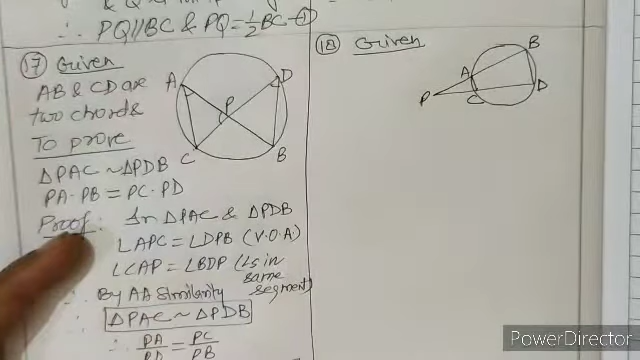 & Q
∴ PQ∥BC & PQ = 1/2 BC - ①
⑰ Given
AB & CD are
two chords
To prove
ΔPAC ~ ΔPDB
PA·PB = PC·PD
Proof: In ΔPAC & ΔPDB
∠APC = ∠DPB (V.O.A)
∠CAP = ∠BDP (∠s in
same
segment)
∴ By AA similarity
ΔPAC ~ ΔPDB
∴ PA/PD = PC/PB
A
D
P
C
B
⑱ Given
B
A
P
C
D
PowerDirector